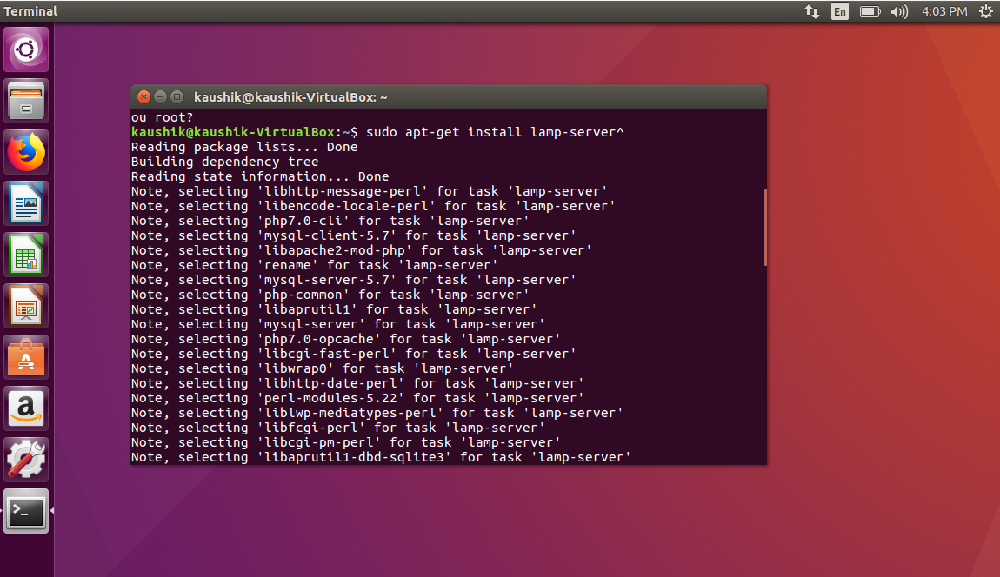 Terminal
En
4:03 PM
kaushik@kaushik-VirtualBox: ~
ou root?
kaushik@kaushik-VirtualBox:~$ sudo apt-get install lamp-server^
Reading package lists... Done
Building dependency tree
Reading state information... Done
Note, selecting 'libhttp-message-perl' for task 'lamp-server'
Note, selecting 'libencode-locale-perl' for task 'lamp-server'
Note, selecting 'php7.0-cli' for task 'lamp-server'
Note, selecting 'mysql-client-5.7' for task 'lamp-server'
Note, selecting 'libapache2-mod-php' for task 'lamp-server'
Note, selecting 'rename' for task 'lamp-server'
Note, selecting 'mysql-server-5.7' for task 'lamp-server'
Note, selecting 'php-common' for task 'lamp-server'
Note, selecting 'libaprutil1' for task 'lamp-server'
Note, selecting 'mysql-server' for task 'lamp-server'
Note, selecting 'php7.0-opcache' for task 'lamp-server'
Note, selecting 'libcgi-fast-perl' for task 'lamp-server'
Note, selecting 'libwrap0' for task 'lamp-server'
Note, selecting 'libhttp-date-perl' for task 'lamp-server'
Note, selecting 'perl-modules-5.22' for task 'lamp-server'
Note, selecting 'liblwp-mediatypes-perl' for task 'lamp-server'
Note, selecting 'libfcgi-perl' for task 'lamp-server'
Note, selecting 'libcgi-pm-perl' for task 'lamp-server'
Note, selecting 'libaprutil1-dbd-sqlite3' for task 'lamp-server'